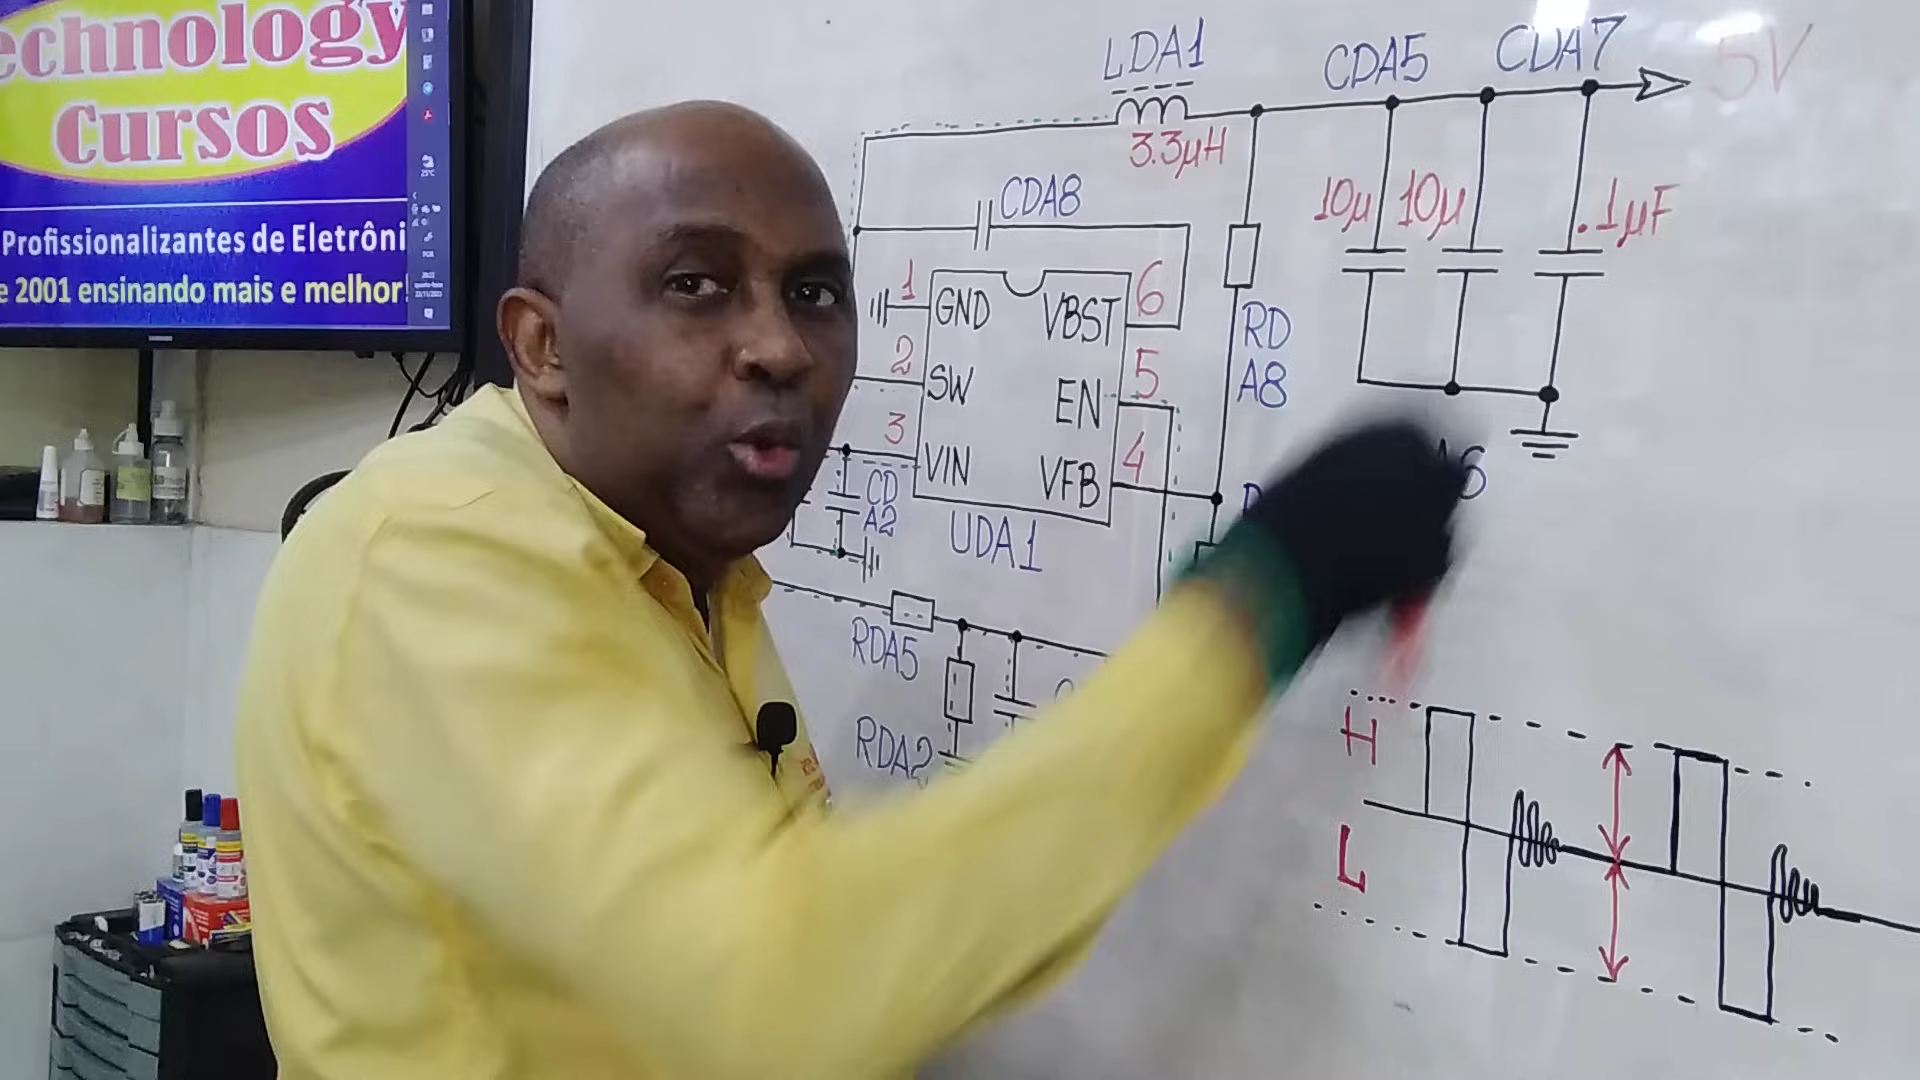 echnology
Cursos
Profissionalizantes de Eletrôni
e 2001 ensinando mais e melhor!
SAMSUNG
25°C
LDA1
CDA5
CDA7
5V
3.3µH
CDA8
10µ
10µ
.1µF
1
GND
VBST
6
RD
A8
2
SW
EN
5
3
VIN
VFB
4
CD
A2
UDA1
RDA5
RDA2
H
L